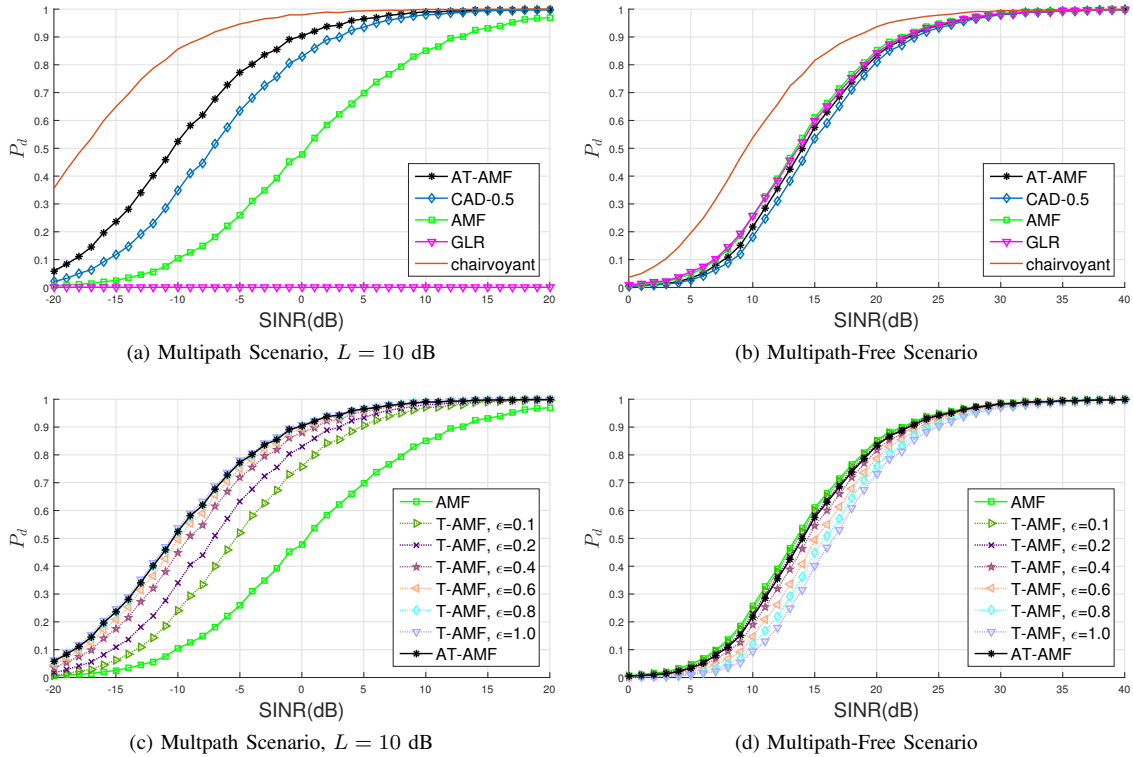 1
0.9
0.8
0.7
0.6
0.5
0.4
0.3
0.2
0.1
0
P_d
-20 -15 -10 -5 0 5 10 15 20
SINR(dB)
AT-AMF
CAD-0.5
AMF
GLR
chairvoyant
(a) Multipath Scenario, L = 10 dB
1
0.9
0.8
0.7
0.6
0.5
0.4
0.3
0.2
0.1
0
P_d
0 5 10 15 20 25 30 35 40
SINR(dB)
AT-AMF
CAD-0.5
AMF
GLR
chairvoyant
(b) Multipath-Free Scenario
1
0.9
0.8
0.7
0.6
0.5
0.4
0.3
0.2
0.1
0
P_d
-20 -15 -10 -5 0 5 10 15 20
SINR(dB)
AMF
T-AMF, ϵ=0.1
T-AMF, ϵ=0.2
T-AMF, ϵ=0.4
T-AMF, ϵ=0.6
T-AMF, ϵ=0.8
T-AMF, ϵ=1.0
AT-AMF
(c) Multpath Scenario, L = 10 dB
1
0.9
0.8
0.7
0.6
0.5
0.4
0.3
0.2
0.1
0
P_d
0 5 10 15 20 25 30 35 40
SINR(dB)
AMF
T-AMF, ϵ=0.1
T-AMF, ϵ=0.2
T-AMF, ϵ=0.4
T-AMF, ϵ=0.6
T-AMF, ϵ=0.8
T-AMF, ϵ=1.0
AT-AMF
(d) Multipath-Free Scenario